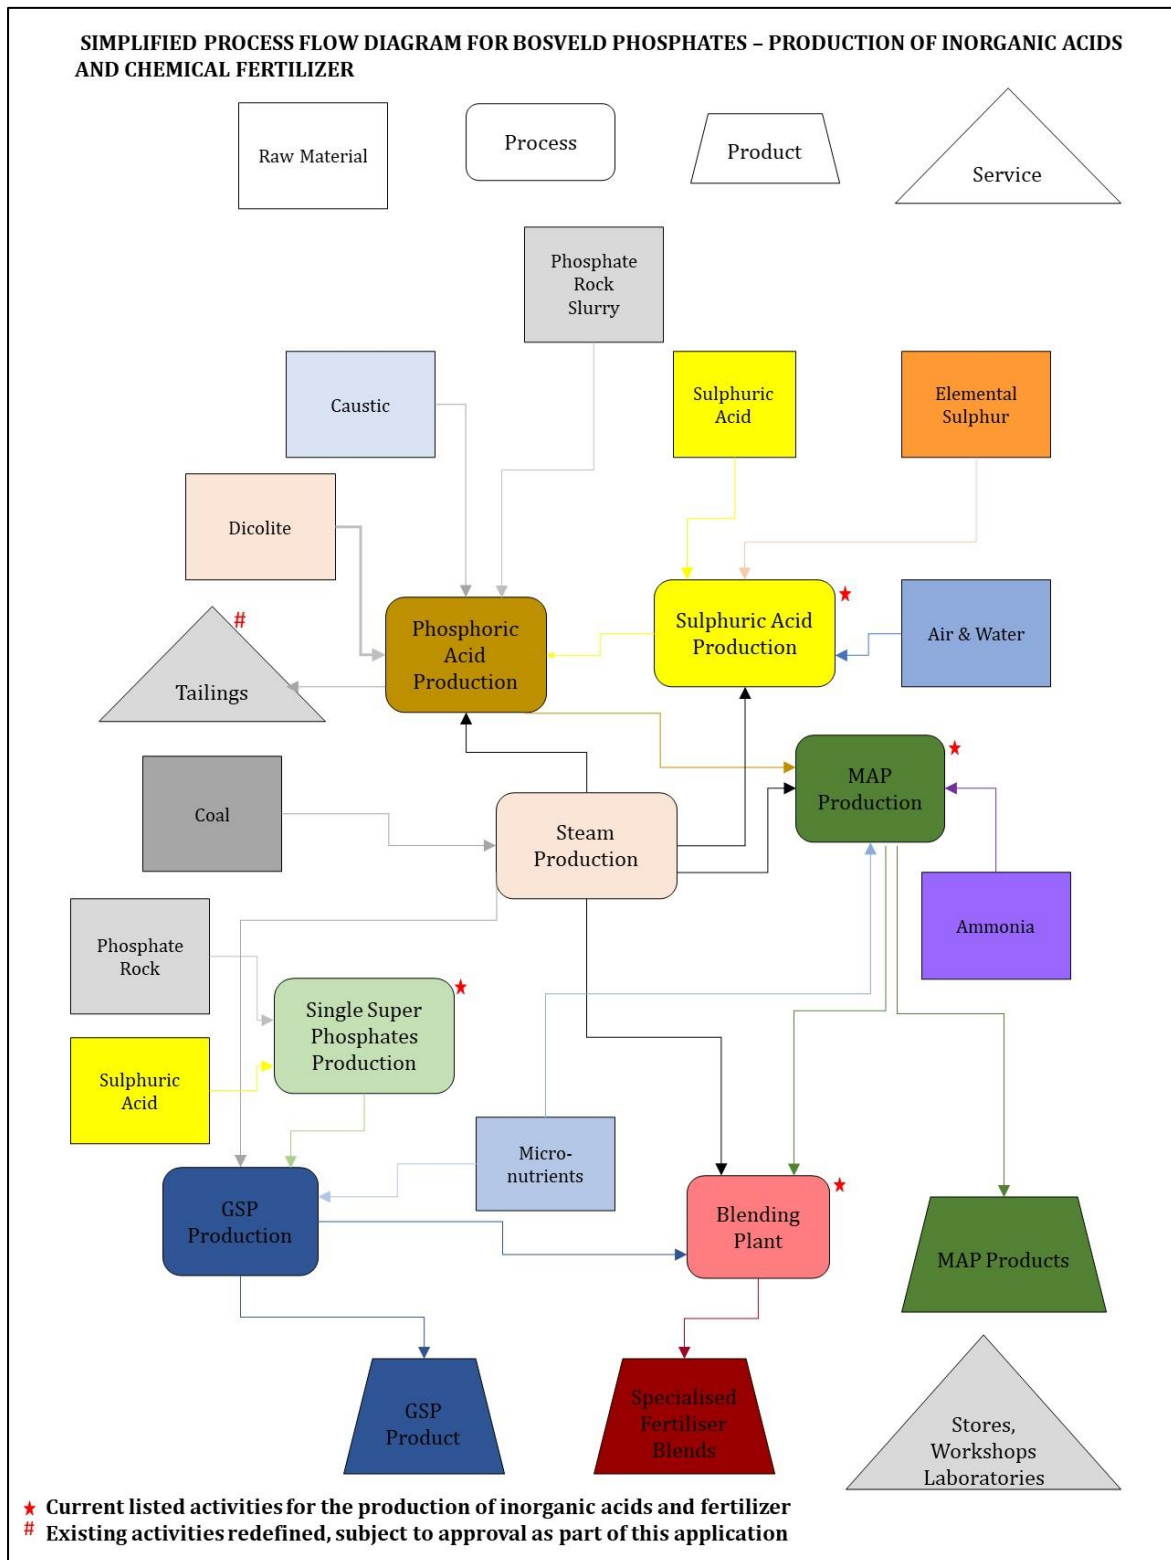 SIMPLIFIED PROCESS FLOW DIAGRAM FOR BOSVELD PHOSPHATES – PRODUCTION OF INORGANIC ACIDS
AND CHEMICAL FERTILIZER
Raw Material
Process
Product
Service
Phosphate
Rock
Slurry
Caustic
Sulphuric
Acid
Elemental
Sulphur
Dicolite
Phosphoric
Acid
Production
Sulphuric Acid
Production
Air & Water
#
Tailings
MAP
Production
Coal
Steam
Production
Ammonia
Phosphate
Rock
Single Super
Phosphates
Production
Sulphuric
Acid
Micro-
nutrients
GSP
Production
Blending
Plant
MAP Products
GSP
Product
Specialised
Fertiliser
Blends
Stores,
Workshops
Laboratories
★ Current listed activities for the production of inorganic acids and fertilizer
# Existing activities redefined, subject to approval as part of this application